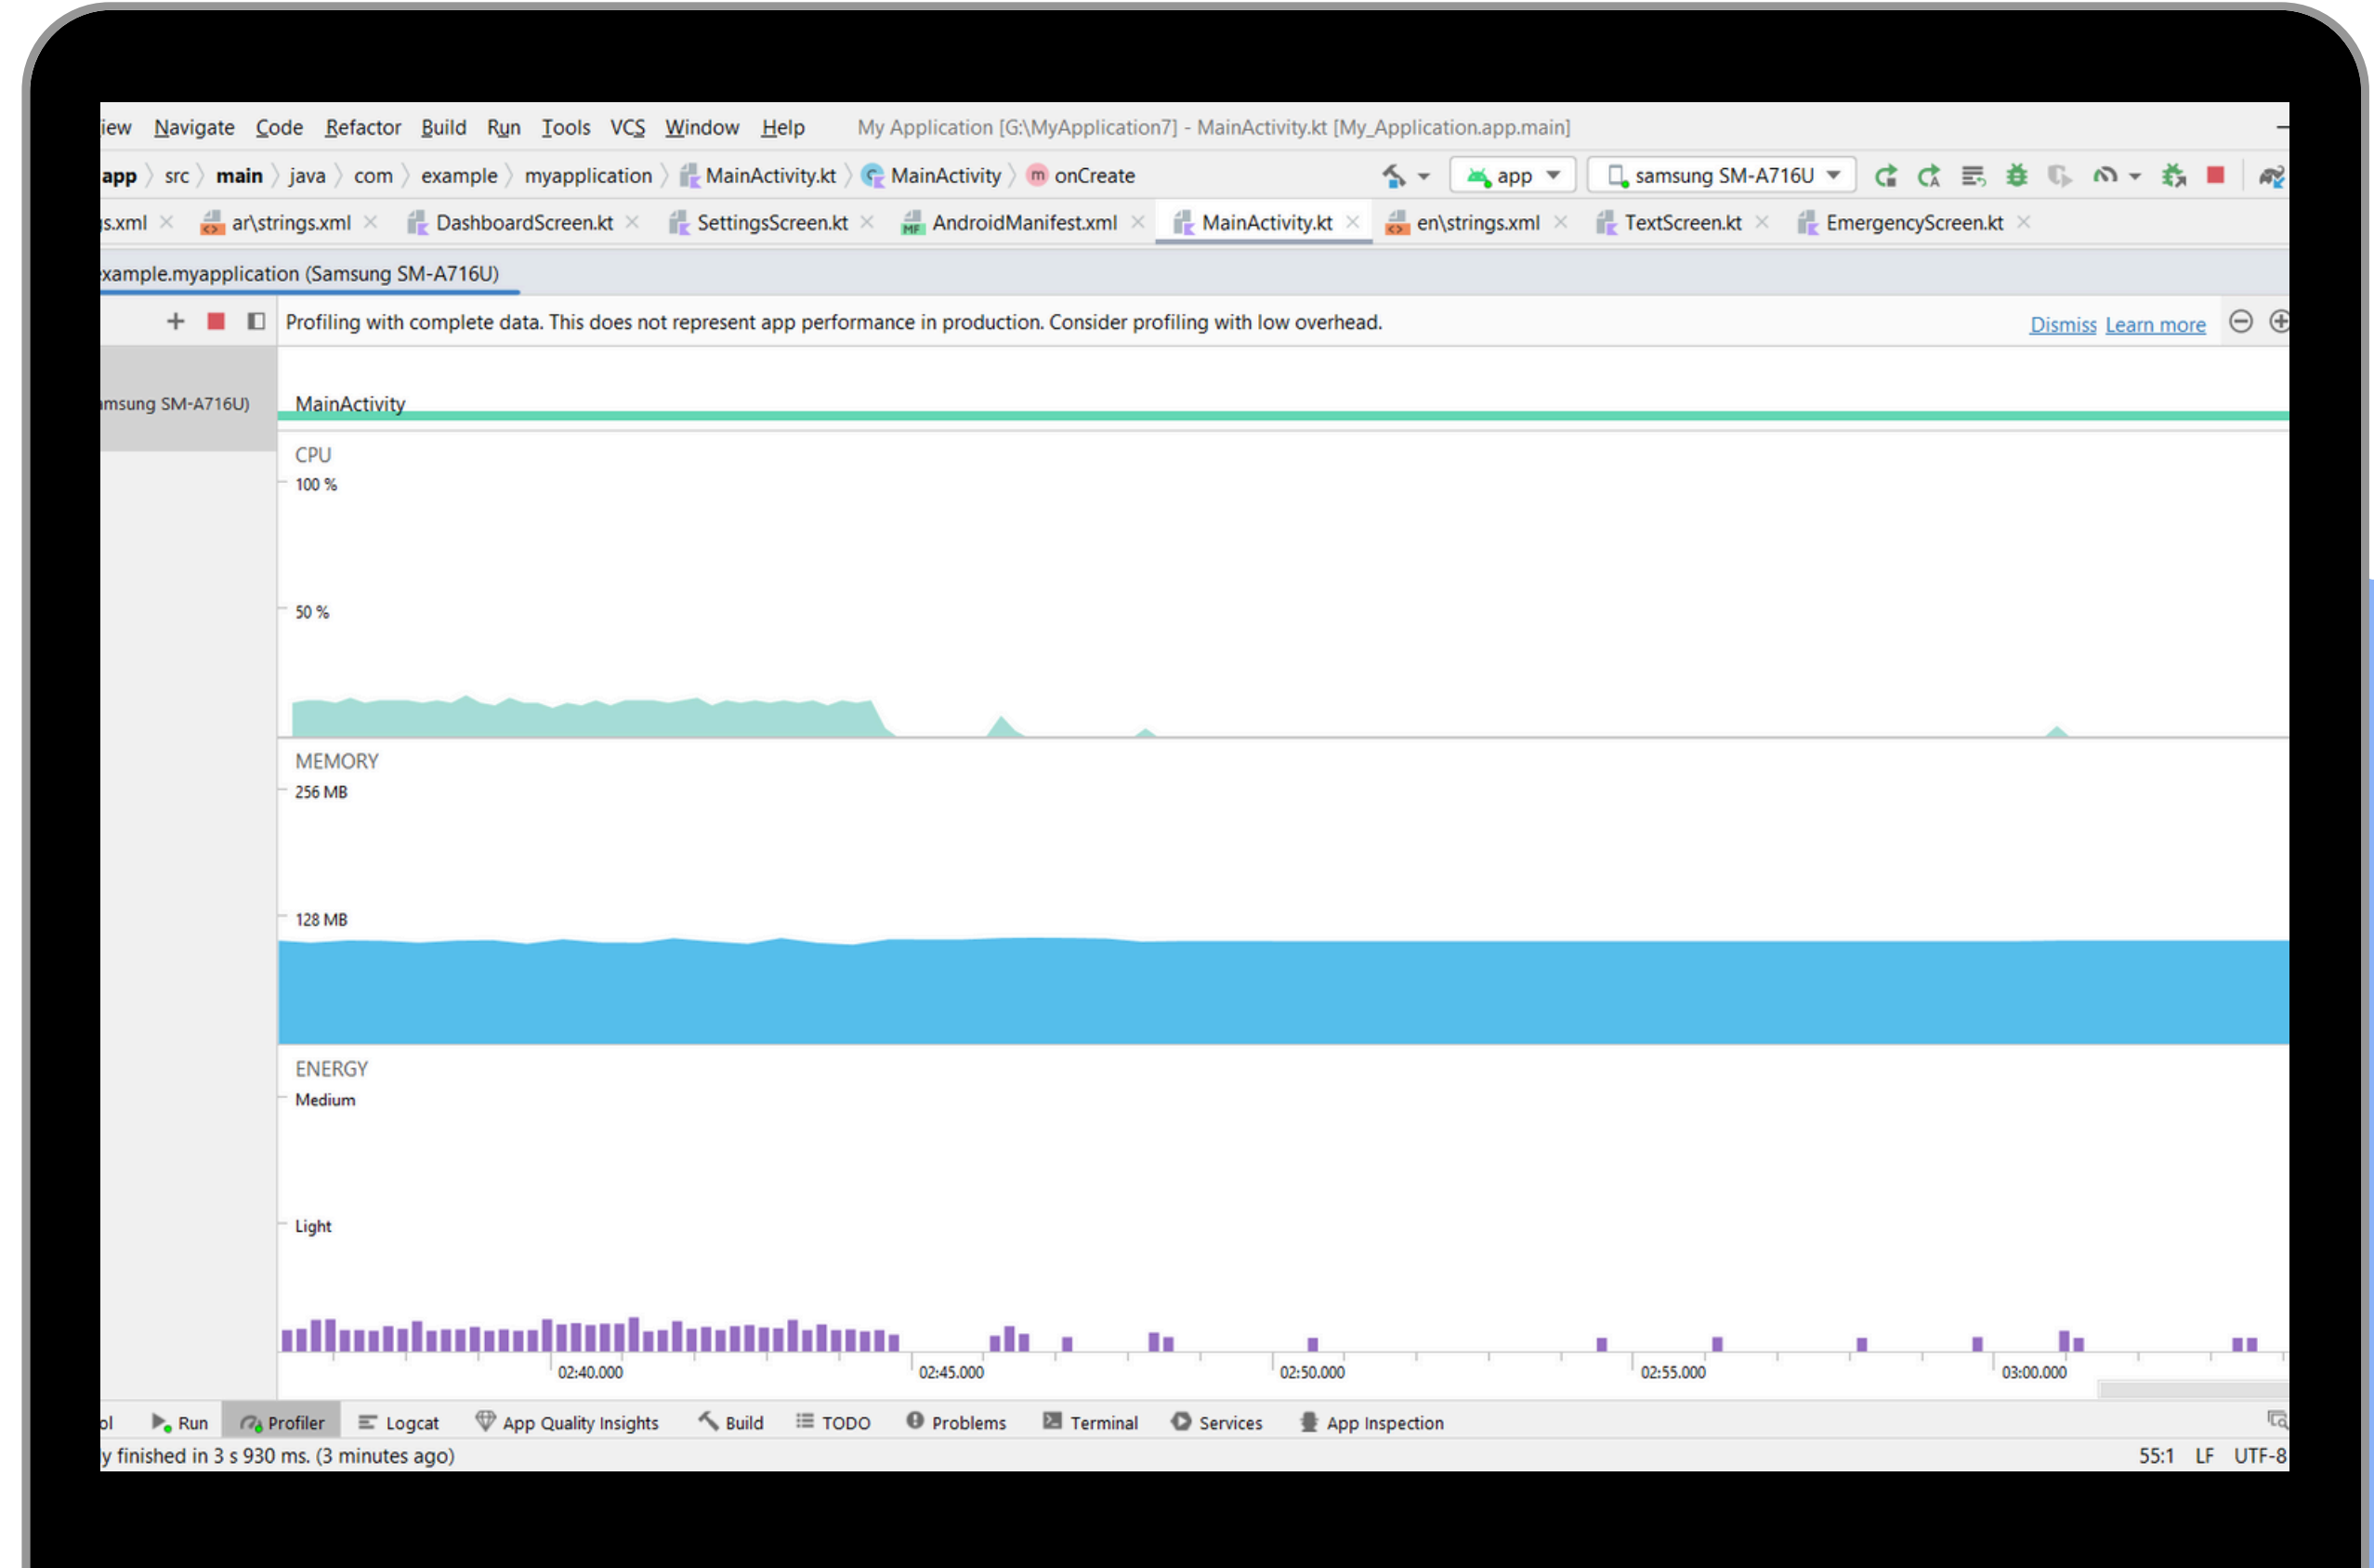 iew Navigate Code Refactor Build Run Tools VCS Window Help My Application [G:\MyApplication7] - MainActivity.kt [My_Application.app.main]
app src main java com example myapplication MainActivity.kt MainActivity m onCreate app samsung SM-A716U
gs.xml ar\strings.xml DashboardScreen.kt SettingsScreen.kt MF AndroidManifest.xml MainActivity.kt en\strings.xml TextScreen.kt EmergencyScreen.kt
example.myapplication (Samsung SM-A716U)
Profiling with complete data. This does not represent app performance in production. Consider profiling with low overhead. Dismiss Learn more
amsung SM-A716U) MainActivity
CPU
100 %
50 %
MEMORY
256 MB
128 MB
ENERGY
Medium
Light
02:40.000 02:45.000 02:50.000 02:55.000 03:00.000
ol Run Profiler Logcat App Quality Insights Build TODO Problems Terminal Services App Inspection
y finished in 3 s 930 ms. (3 minutes ago) 55:1 LF UTF-8